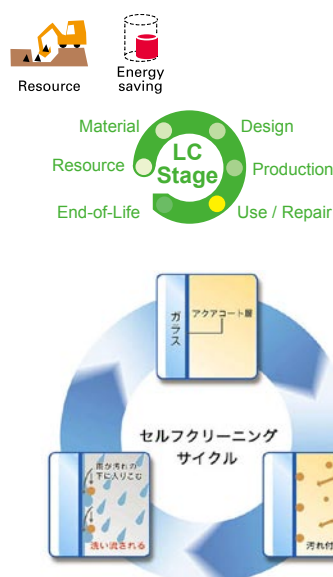 Resource
Energy
saving
Material
Design
Resource
LC
Stage
Production
End-of-Life
Use / Repair
ガラス
アクアコート層
セルフクリーニング
サイクル
雨が汚れの
下に入りこむ
洗い流される
汚れ付